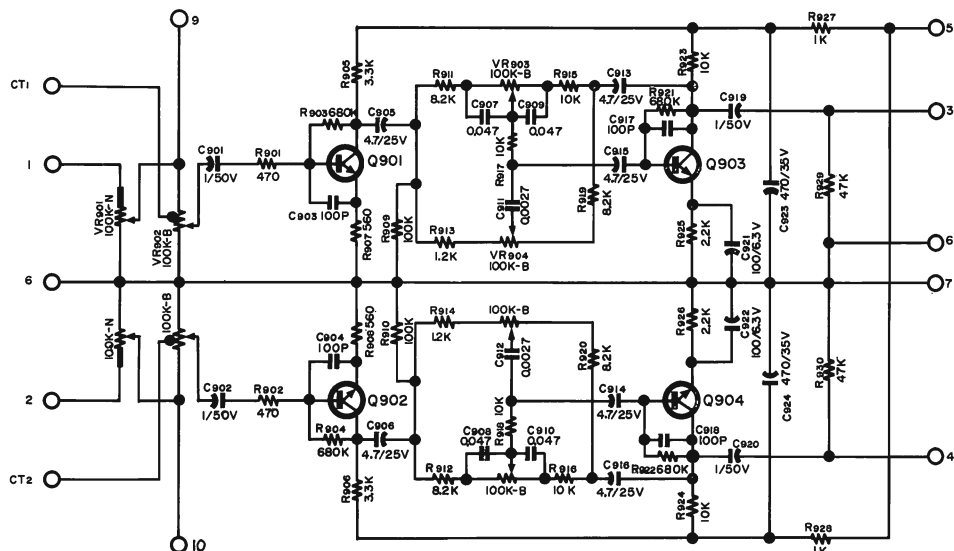 9
5
R927
1K
CT1
R905
3.3K
R911
8.2K
VR903
100K-B
R915
10K
C913
4.7/25V
R923
10K
R903 680K
C905
4.7/25V
C907
0.047
C909
0.047
R921
680K
C917
100P
C919
1/50V
3
1
C901
1/50V
R901
470
Q901
10K
R917
C915
4.7/25V
Q903
C903 100P
C911
0.0027
R919
8.2K
C923
470/35V
R929
47K
VR901
100K-N
VR902
100K-B
R907 560
R909
100K
R913
1.2K
VR904
100K-B
R925
2.2K
C921
100/6.3V
6
6
7
100K-N
100K-B
C904
100P
R908 560
R910
100K
R914
1.2K
100K-B
C912
0.0027
R920
8.2K
R926
2.2K
C922
100/6.3V
C924
470/35V
R930
47K
2
C902
1/50V
R902
470
Q902
R918
10K
C914
4.7/25V
Q904
R904
680K
C906
4.7/25V
C908
0.047
C910
0.047
C918
100P
C920
1/50V
4
CT2
R906
3.3K
R912
8.2K
100K-B
R916
10K
C916
4.7/25V
R922 680K
R924
10K
10
R928
1K